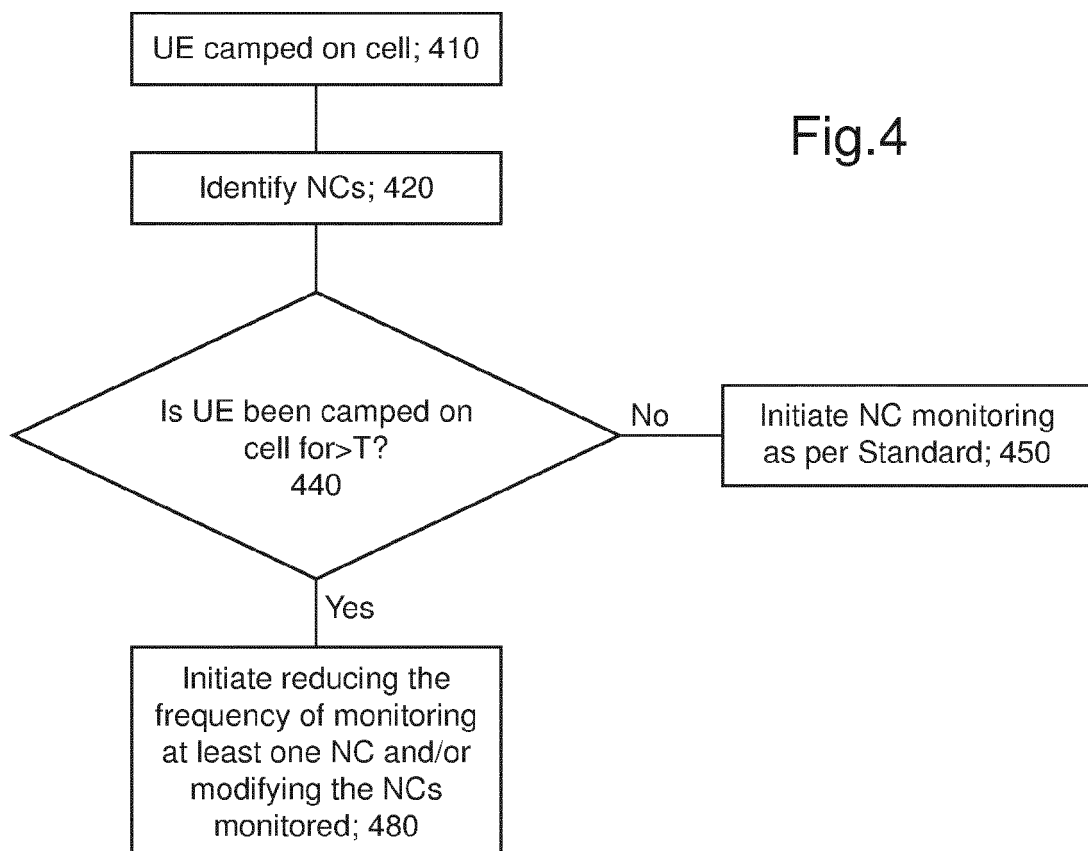 UE camped on cell; 410
Fig.4
Identify NCs; 420
Is UE been camped on
cell for>T?
440
No
Initiate NC monitoring
as per Standard; 450
Yes
Initiate reducing the
frequency of monitoring
at least one NC and/or
modifying the NCs
monitored; 480